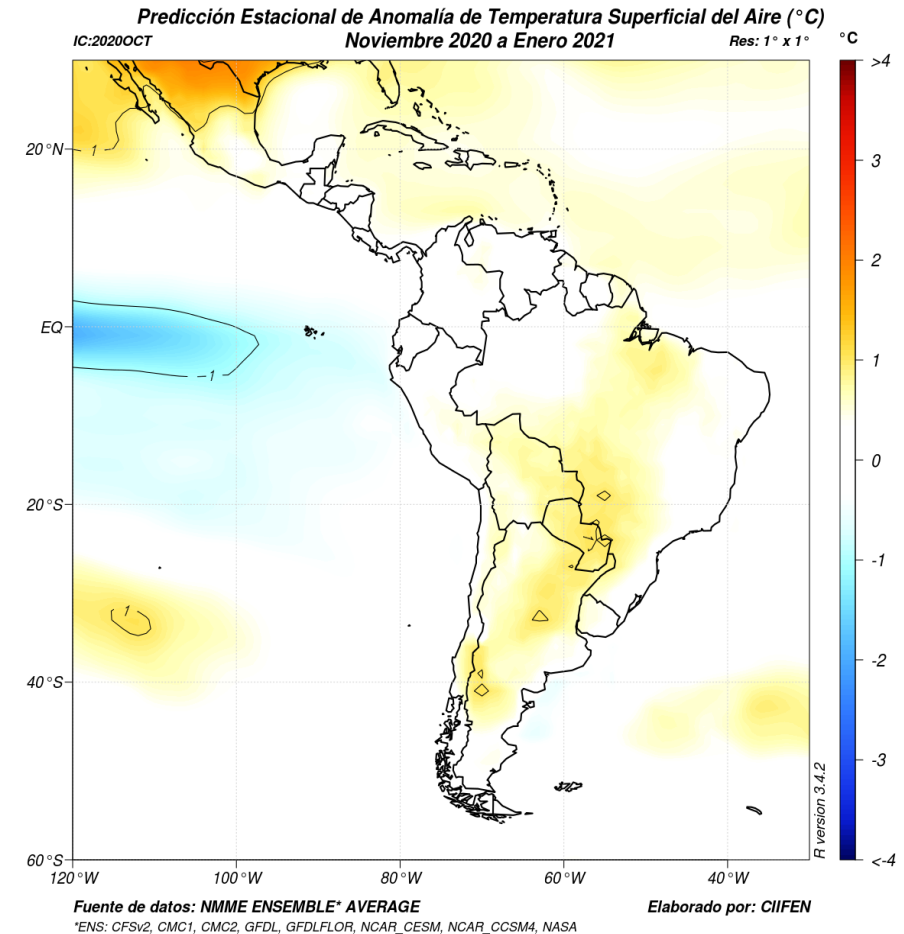 Predicción Estacional de Anomalía de Temperatura Superficial del Aire (°C)
IC:2020OCT Noviembre 2020 a Enero 2021 Res: 1° x 1° °C
>4
3
2
1
0
-1
-2
-3
<-4
20°N
EQ
20°S
40°S
60°S
1
-1
1
1
120°W 100°W 80°W 60°W 40°W
R version 3.4.2
Fuente de datos: NMME ENSEMBLE* AVERAGE Elaborado por: CIIFEN
*ENS: CFSv2, CMC1, CMC2, GFDL, GFDLFLOR, NCAR_CESM, NCAR_CCSM4, NASA